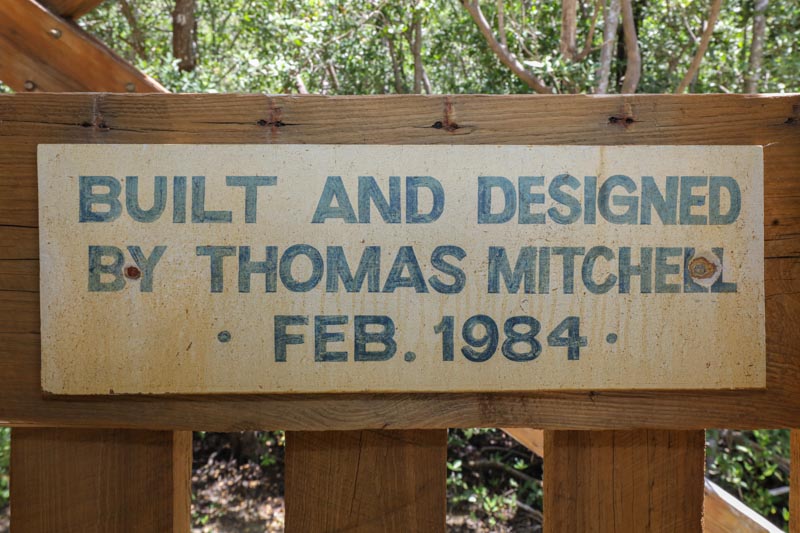 BUILT AND DESIGNED
BY THOMAS MITCHELL
· FEB. 1984 ·